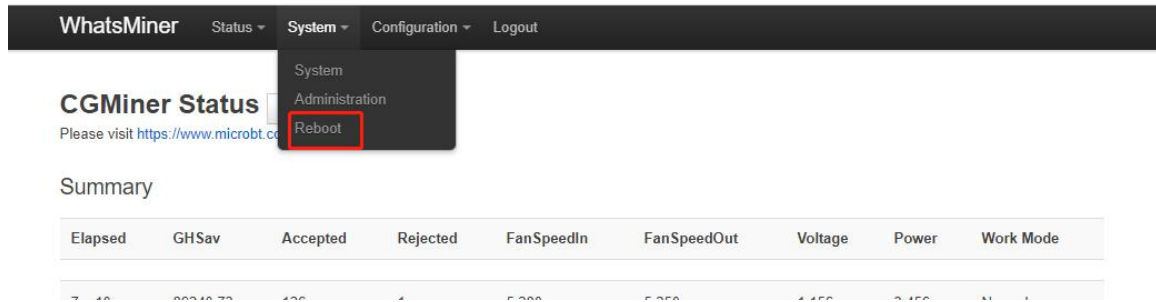 WhatsMiner Status System Configuration Logout
System
Administration
Reboot
CGMiner Status
Please visit https://www.microbt.co
Summary
Elapsed GHSav Accepted Rejected FanSpeedIn FanSpeedOut Voltage Power Work Mode